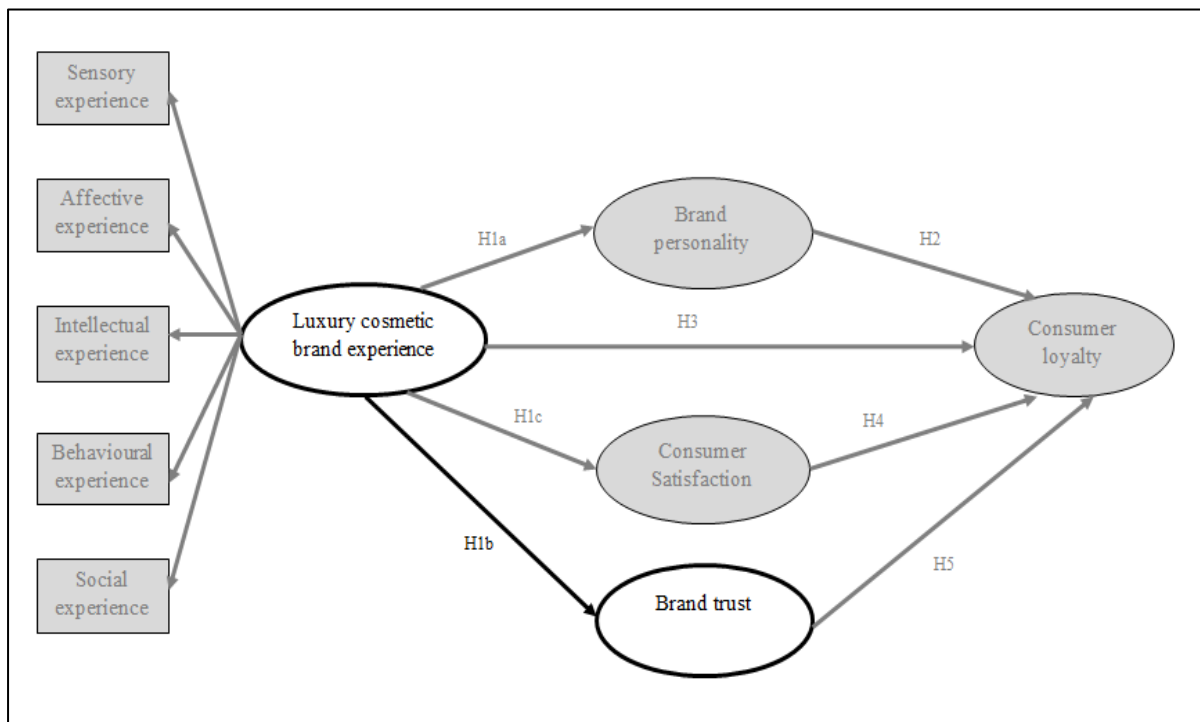 Sensory
experience
Affective
experience
Intellectual
experience
Behavioural
experience
Social
experience
Luxury cosmetic
brand experience
H1a
H1c
H1b
Brand
personality
Consumer
Satisfaction
Brand trust
H2
H3
H4
H5
Consumer
loyalty